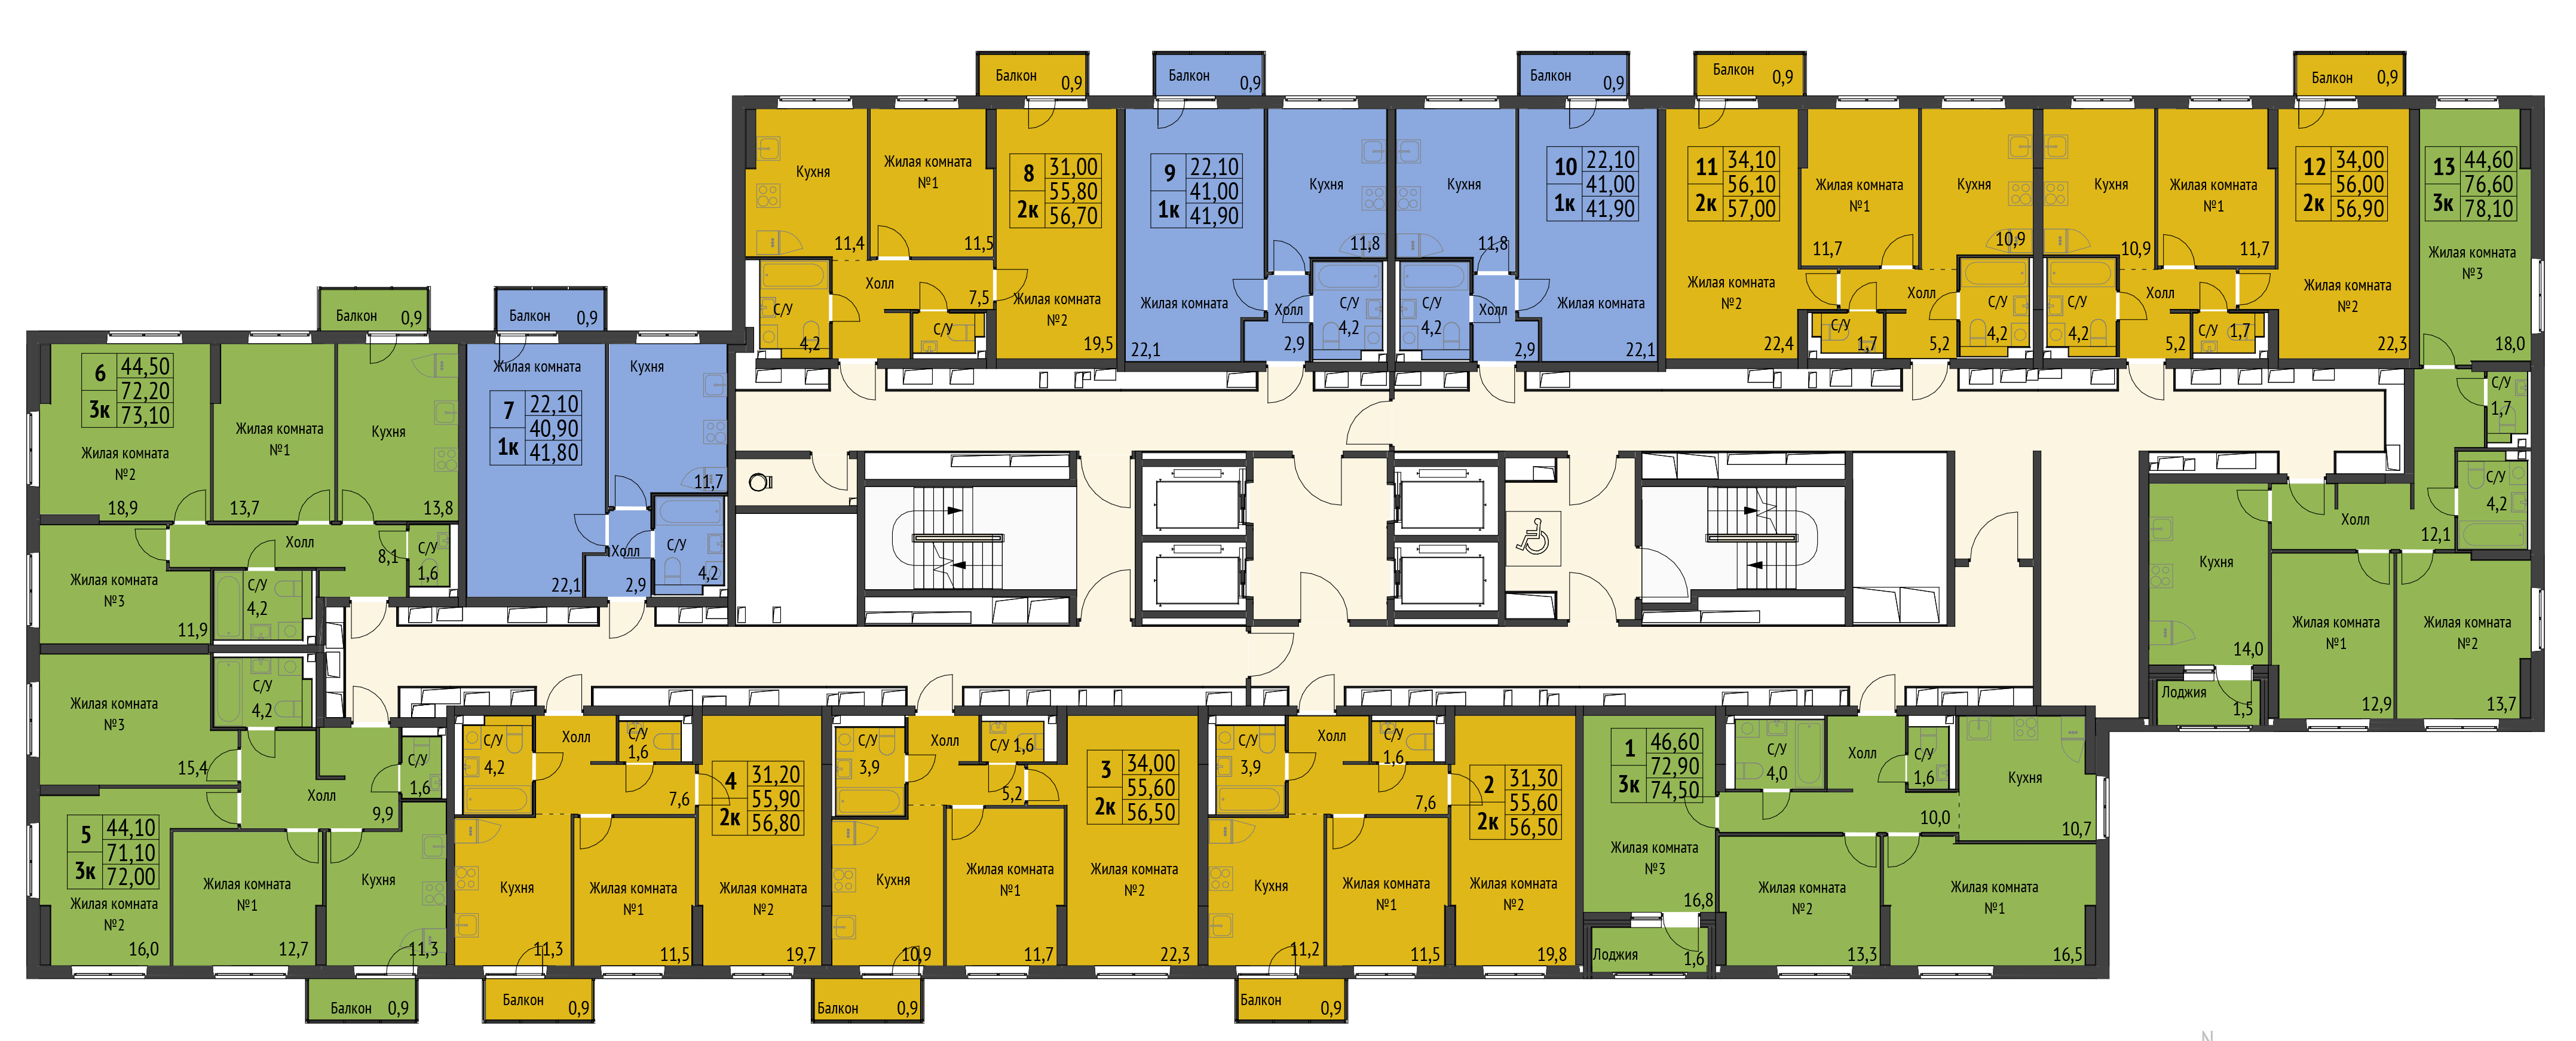 Балкон 0,9
Балкон 0,9
Балкон 0,9
Балкон 0,9
Балкон 0,9
Кухня
11,4
Жилая комната
№1
11,5
8 31,00
55,80
2к 56,70
Жилая комната
№2
19,5
Холл
7,5
С/У
4,2
С/У
9 22,10
41,00
1к 41,90
Жилая комната
22,1
Кухня
11,8
Холл
2,9
С/У
4,2
Кухня
11,8
10 22,10
41,00
1к 41,90
Жилая комната
22,1
С/У
4,2
Холл
2,9
11 34,10
56,10
2к 57,00
Жилая комната
№2
22,4
Жилая комната
№1
11,7
Кухня
10,9
Холл
5,2
С/У
1,7
С/У
4,2
Кухня
10,9
Жилая комната
№1
11,7
12 34,00
56,00
2к 56,90
Жилая комната
№2
22,3
С/У
4,2
Холл
5,2
С/У 1,7
13 44,60
76,60
3к 78,10
Жилая комната
№3
18,0
С/У
1,7
С/У
4,2
Холл
12,1
Кухня
14,0
Жилая комната
№1
12,9
Жилая комната
№2
13,7
Лоджия
1,5
Балкон 0,9
Балкон 0,9
6 44,50
72,20
3к 73,10
Жилая комната
№2
18,9
Жилая комната
№1
13,7
Кухня
13,8
Холл
8,1
С/У
1,6
Жилая комната
№3
11,9
С/У
4,2
Жилая комната
7 22,10
40,90
1к 41,80
22,1
Кухня
11,7
Холл
2,9
С/У
4,2
Жилая комната
№3
15,4
С/У
4,2
С/У
1,6
Холл
9,9
5 44,10
71,10
3к 72,00
Жилая комната
№2
16,0
Жилая комната
№1
12,7
Кухня
11,3
Балкон 0,9
С/У
4,2
Холл
7,6
С/У
1,6
4 31,20
55,90
2к 56,80
Кухня
11,3
Жилая комната
№1
11,5
Жилая комната
№2
19,7
Балкон 0,9
С/У
3,9
Холл
5,2
С/У 1,6
3 34,00
55,60
2к 56,50
Кухня
10,9
Жилая комната
№1
11,7
Жилая комната
№2
22,3
Балкон 0,9
С/У
3,9
Холл
7,6
С/У
1,6
2 31,30
55,60
2к 56,50
Кухня
11,2
Жилая комната
№1
11,5
Жилая комната
№2
19,8
Балкон 0,9
1 46,60
72,90
3к 74,50
Жилая комната
№3
16,8
Лоджия
1,6
С/У
4,0
Холл
10,0
С/У
1,6
Кухня
10,7
Жилая комната
№2
13,3
Жилая комната
№1
16,5
N